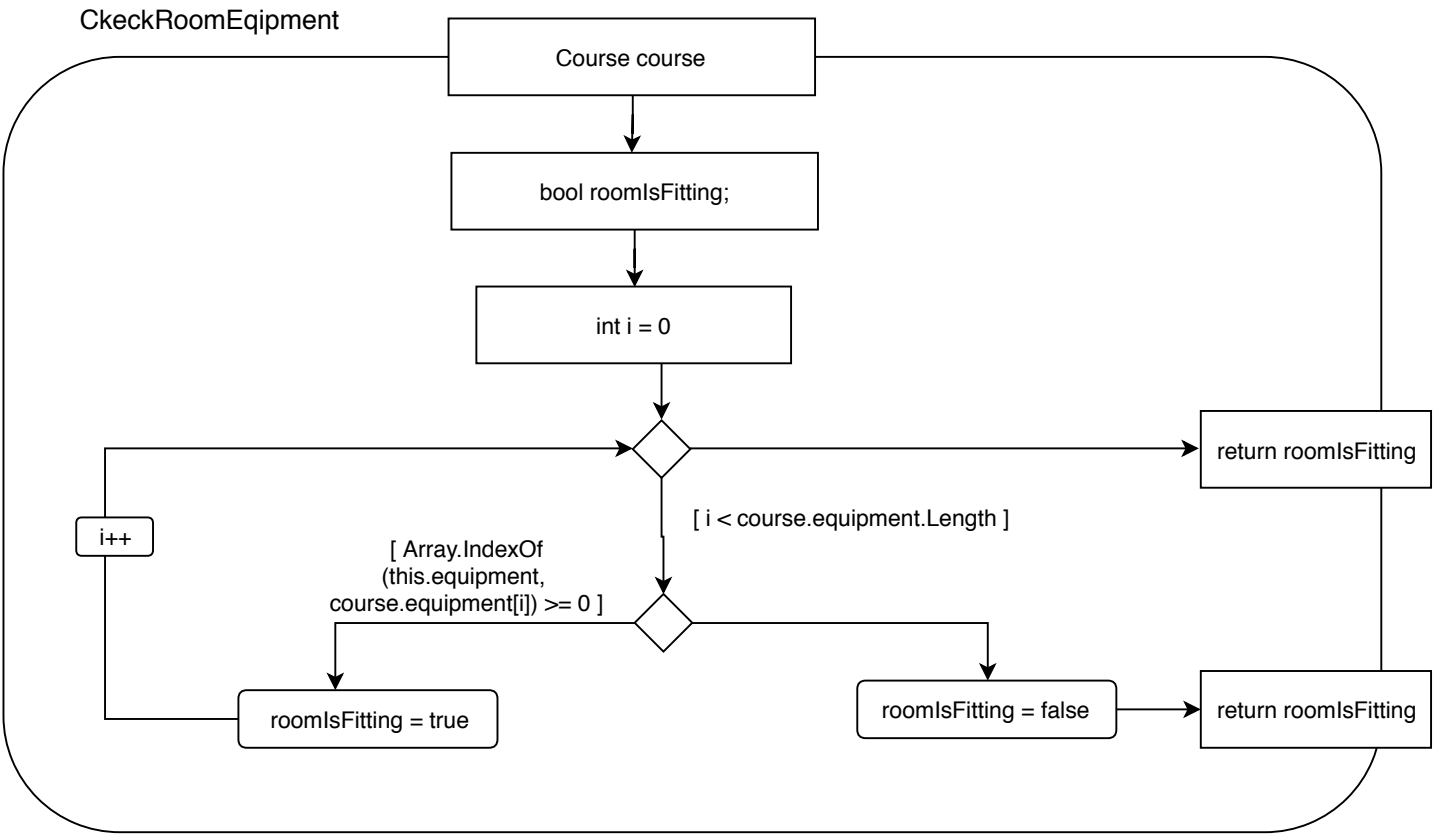 CkeckRoomEqipment
Course course
bool roomIsFitting;
int i = 0
return roomIsFitting
[ i < course.equipment.Length ]
i++
[ Array.IndexOf
(this.equipment,
course.equipment[i]) >= 0 ]
roomIsFitting = true
roomIsFitting = false
return roomIsFitting